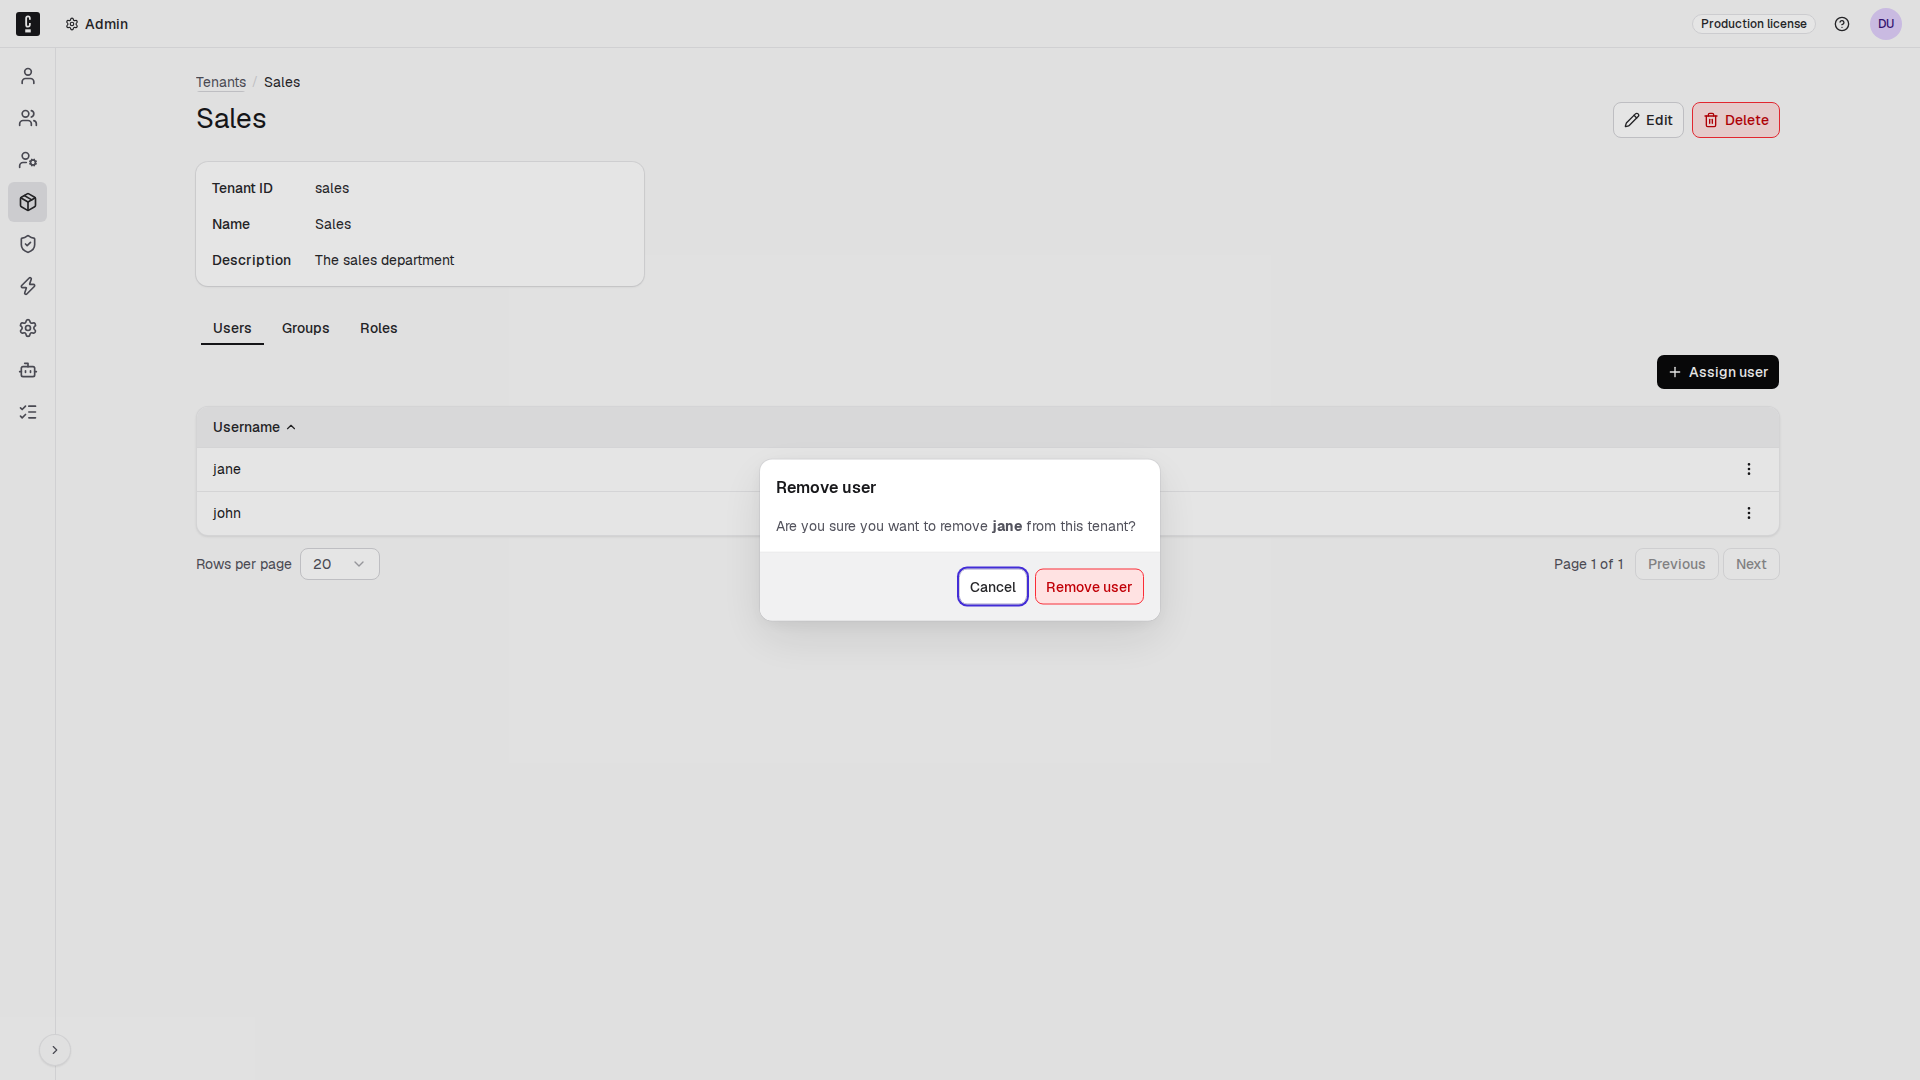 Admin
Production license
DU
Tenants / Sales
Sales
Edit
Delete
Tenant ID sales
Name Sales
Description The sales department
Users Groups Roles
Assign user
Username
jane
john
Remove user
Are you sure you want to remove jane from this tenant?
Cancel Remove user
Rows per page 20
Page 1 of 1 Previous Next